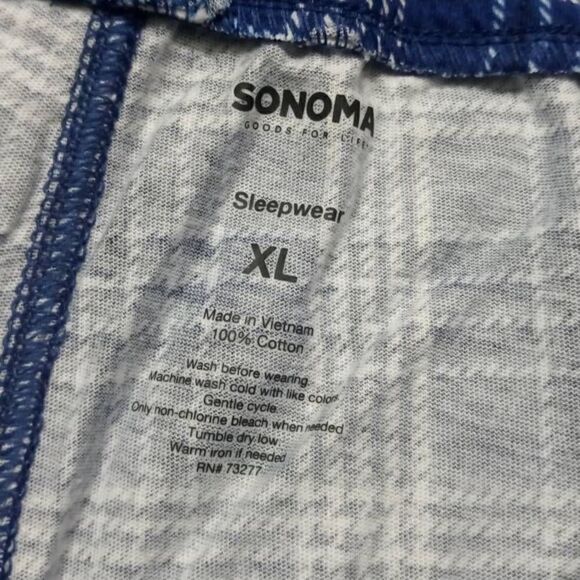 SONOMA
GOODS FOR LIFE
Sleepwear
XL
Made in Vietnam
100% Cotton
Wash before wearing.
Machine wash cold with like colors
Gentle cycle.
Only non-chlorine bleach when needed
Tumble dry low.
Warm iron if needed
RN# 73277